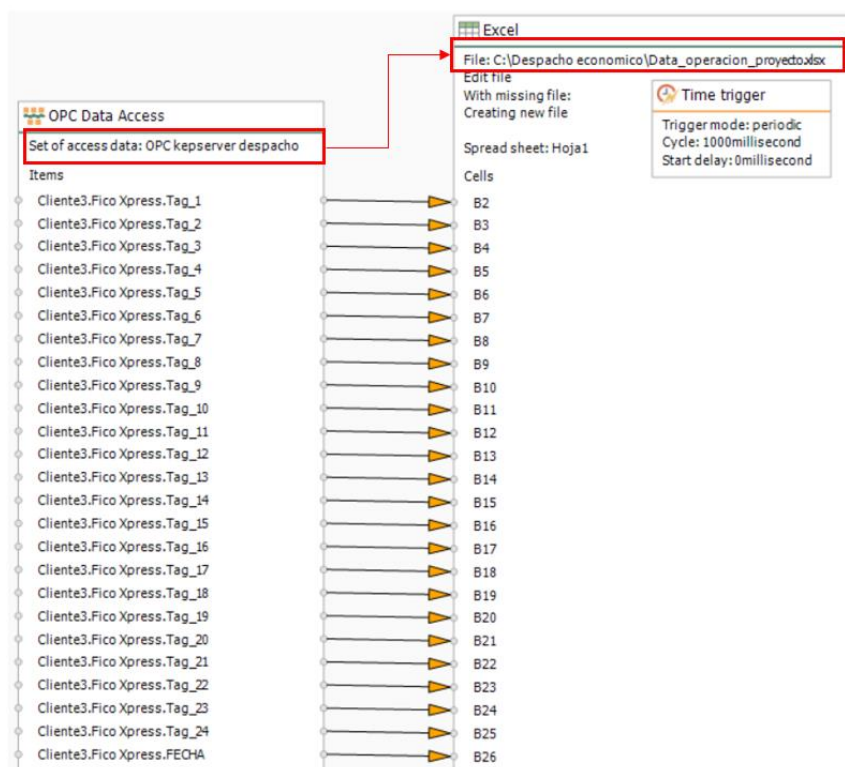 Excel
File: C:\Despacho economico\Data_operacion_proyecto.xlsx
Edit file
With missing file:
Creating new file
Spread sheet: Hoja1
Cells
Time trigger
Trigger mode: periodic
Cycle: 1000millisecond
Start delay: 0millisecond
OPC Data Access
Set of access data: OPC kepserver despacho
Items
Cliente3.Fico Xpress.Tag_1 B2
Cliente3.Fico Xpress.Tag_2 B3
Cliente3.Fico Xpress.Tag_3 B4
Cliente3.Fico Xpress.Tag_4 B5
Cliente3.Fico Xpress.Tag_5 B6
Cliente3.Fico Xpress.Tag_6 B7
Cliente3.Fico Xpress.Tag_7 B8
Cliente3.Fico Xpress.Tag_8 B9
Cliente3.Fico Xpress.Tag_9 B10
Cliente3.Fico Xpress.Tag_10 B11
Cliente3.Fico Xpress.Tag_11 B12
Cliente3.Fico Xpress.Tag_12 B13
Cliente3.Fico Xpress.Tag_13 B14
Cliente3.Fico Xpress.Tag_14 B15
Cliente3.Fico Xpress.Tag_15 B16
Cliente3.Fico Xpress.Tag_16 B17
Cliente3.Fico Xpress.Tag_17 B18
Cliente3.Fico Xpress.Tag_18 B19
Cliente3.Fico Xpress.Tag_19 B20
Cliente3.Fico Xpress.Tag_20 B21
Cliente3.Fico Xpress.Tag_21 B22
Cliente3.Fico Xpress.Tag_22 B23
Cliente3.Fico Xpress.Tag_23 B24
Cliente3.Fico Xpress.Tag_24 B25
Cliente3.Fico Xpress.FECHA B26